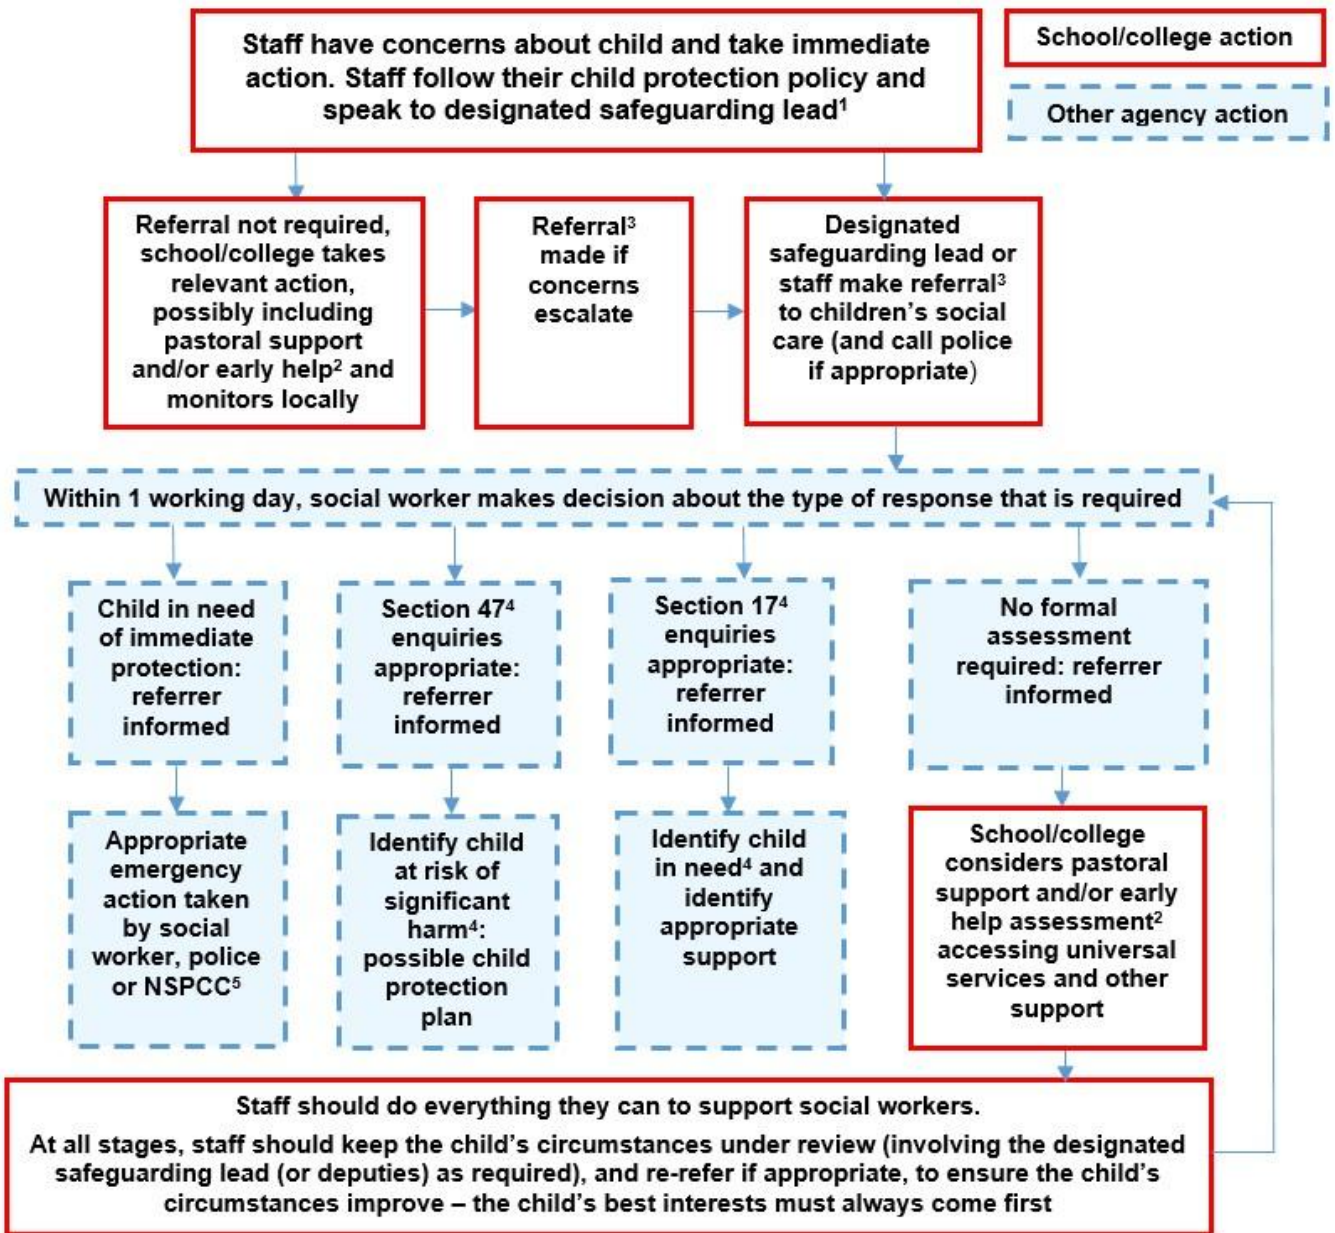 Staff have concerns about child and take immediate
action. Staff follow their child protection policy and
speak to designated safeguarding lead¹
School/college action
Other agency action
Referral not required,
school/college takes
relevant action,
possibly including
pastoral support
and/or early help² and
monitors locally
Referral³
made if
concerns
escalate
Designated
safeguarding lead or
staff make referral³
to children’s social
care (and call police
if appropriate)
Within 1 working day, social worker makes decision about the type of response that is required
Child in need
of immediate
protection:
referrer
informed
Section 47⁴
enquiries
appropriate:
referrer
informed
Section 17⁴
enquiries
appropriate:
referrer
informed
No formal
assessment
required: referrer
informed
Appropriate
emergency
action taken
by social
worker, police
or NSPCC⁵
Identify child
at risk of
significant
harm⁴:
possible child
protection
plan
Identify child
in need⁴ and
identify
appropriate
support
School/college
considers pastoral
support and/or early
help assessment²
accessing universal
services and other
support
Staff should do everything they can to support social workers.
At all stages, staff should keep the child’s circumstances under review (involving the designated
safeguarding lead (or deputies) as required), and re-refer if appropriate, to ensure the child’s
circumstances improve – the child’s best interests must always come first